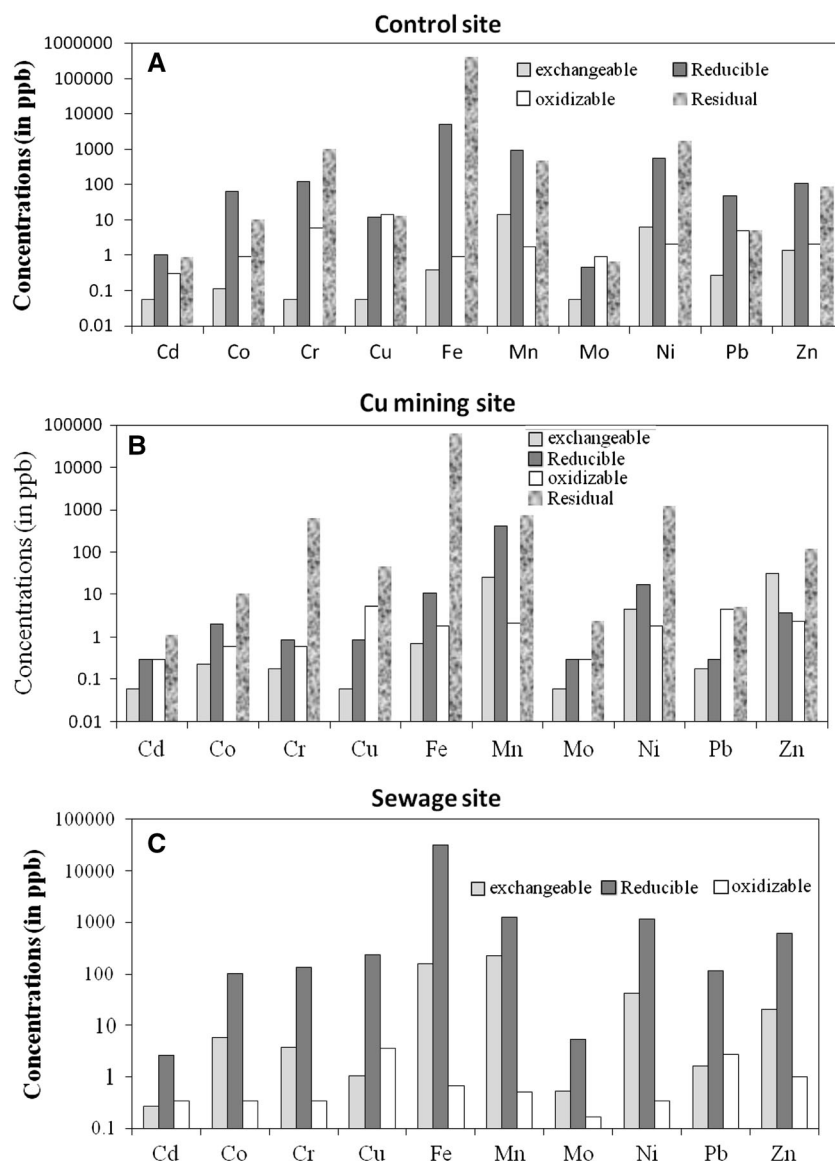 Control site
A
Concentrations (in ppb)
1000000
100000
10000
1000
100
10
1
0.1
0.01
exchangeable Reducible
oxidizable Residual
Cd Co Cr Cu Fe Mn Mo Ni Pb Zn
Cu mining site
B
Concentrations (in ppb)
100000
10000
1000
100
10
1
0.1
0.01
exchangeable
Reducible
oxidizable
Residual
Cd Co Cr Cu Fe Mn Mo Ni Pb Zn
Sewage site
C
Concentrations (in ppb)
100000
10000
1000
100
10
1
0.1
exchangeable Reducible oxidizable
Cd Co Cr Cu Fe Mn Mo Ni Pb Zn